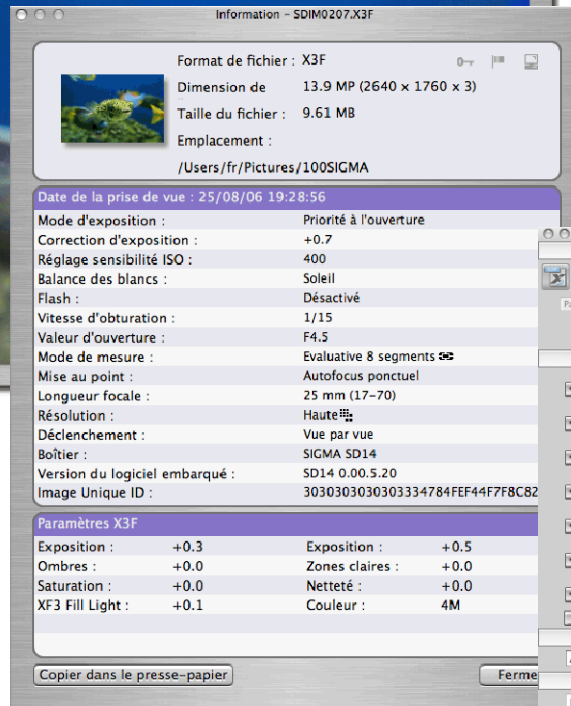 Information - SDIM0207.X3F
Format de fichier : X3F
Dimension de 13.9 MP (2640 x 1760 x 3)
Taille du fichier : 9.61 MB
Emplacement :
/Users/fr/Pictures/100SIGMA
Date de la prise de vue : 25/08/06 19:28:56
Mode d'exposition : Priorité à l'ouverture
Correction d'exposition : +0.7
Réglage sensibilité ISO : 400
Balance des blancs : Soleil
Flash : Désactivé
Vitesse d'obturation : 1/15
Valeur d'ouverture : F4.5
Mode de mesure : Evaluative 8 segments
Mise au point : Autofocus ponctuel
Longueur focale : 25 mm (17-70)
Résolution : Haute
Déclenchement : Vue par vue
Boîtier : SIGMA SD14
Version du logiciel embarqué : SD14 0.00.5.20
Image Unique ID : 3030303030303334784FEF44F7F8C82
Paramètres X3F
Exposition : +0.3 Exposition : +0.5
Ombres : +0.0 Zones claires : +0.0
Saturation : +0.0 Netteté : +0.0
XF3 Fill Light : +0.1 Couleur : 4M
Copier dans le presse-papier Ferme